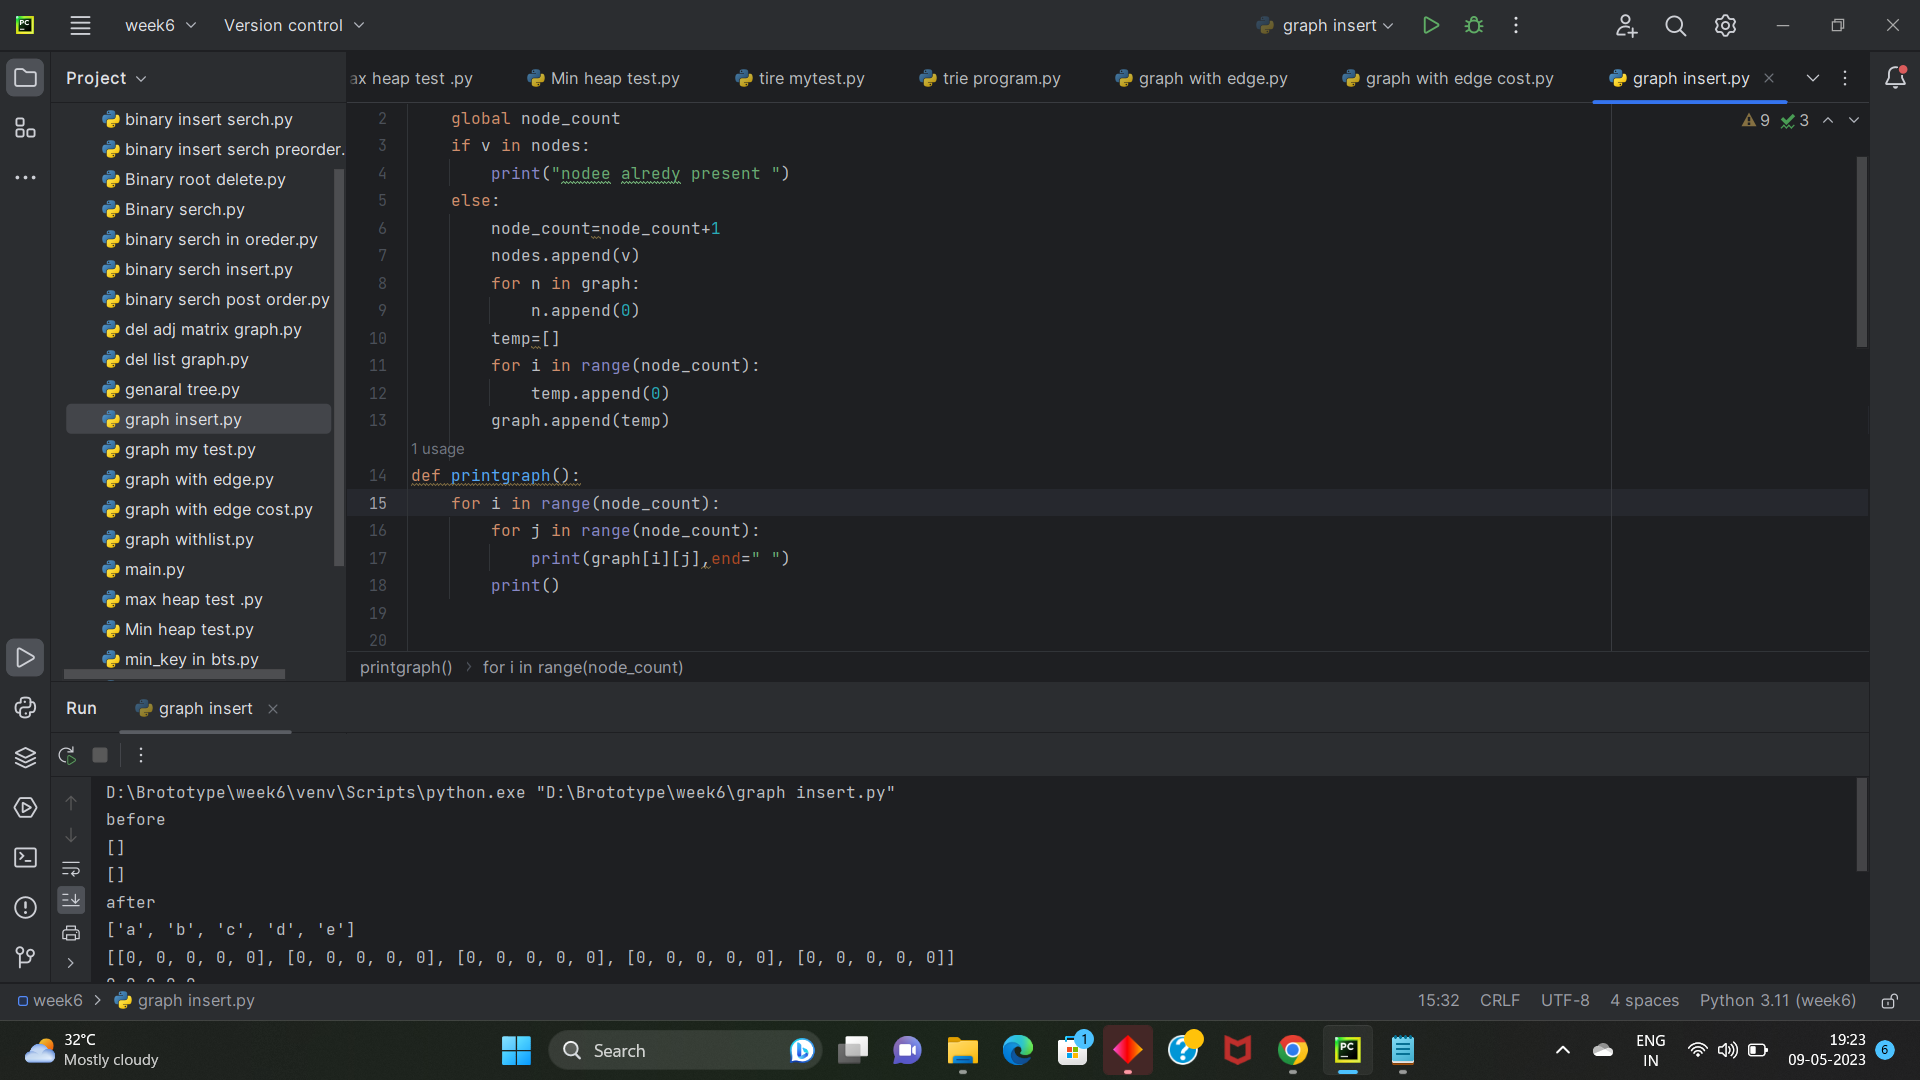 PC
week6
Version control
graph insert
Project
ax heap test .py
Min heap test.py
tire mytest.py
trie program.py
graph with edge.py
graph with edge cost.py
graph insert.py
binary insert serch.py
binary insert serch preorder.
Binary root delete.py
Binary serch.py
binary serch in oreder.py
binary serch insert.py
binary serch post order.py
del adj matrix graph.py
del list graph.py
genaral tree.py
graph insert.py
graph my test.py
graph with edge.py
graph with edge cost.py
graph withlist.py
main.py
max heap test .py
Min heap test.py
min_key in bts.py
9 3
2 global node_count
3 if v in nodes:
4 print("nodee alredy present ")
5 else:
6 node_count=node_count+1
7 nodes.append(v)
8 for n in graph:
9 n.append(0)
10 temp=[]
11 for i in range(node_count):
12 temp.append(0)
13 graph.append(temp)
1 usage
14 def printgraph():
15 for i in range(node_count):
16 for j in range(node_count):
17 print(graph[i][j],end=" ")
18 print()
19
20
printgraph() > for i in range(node_count)
Run
graph insert
D:\Brototype\week6\venv\Scripts\python.exe "D:\Brototype\week6\graph insert.py"
before
[]
[]
after
['a', 'b', 'c', 'd', 'e']
[[0, 0, 0, 0, 0], [0, 0, 0, 0, 0], [0, 0, 0, 0, 0], [0, 0, 0, 0, 0], [0, 0, 0, 0, 0]]
week6 > graph insert.py
15:32
CRLF
UTF-8
4 spaces
Python 3.11 (week6)
32°C
Mostly cloudy
Search
1
PC
ENG
IN
19:23
09-05-2023
6